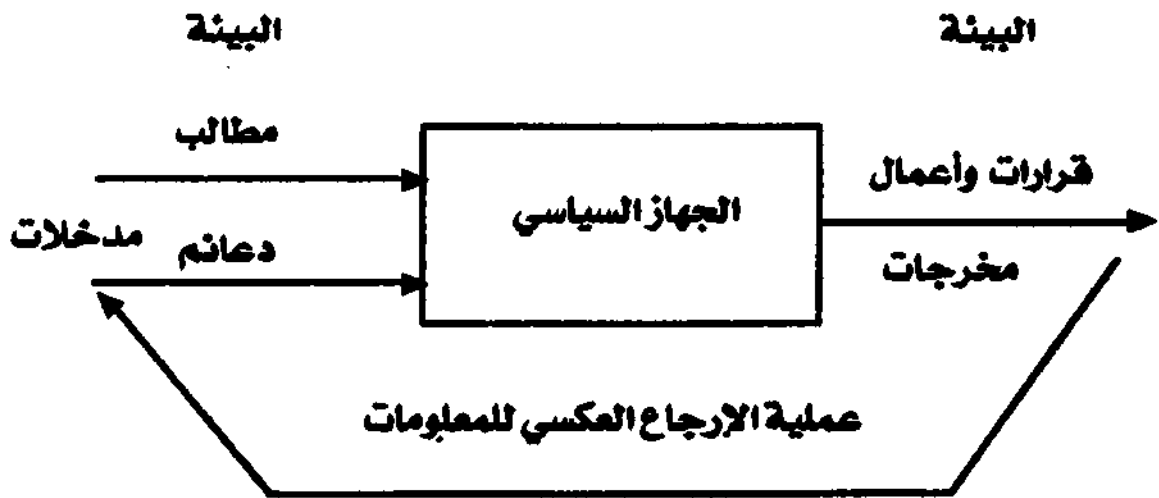 البيئة
البيئة
مطالب
مدخلات
دعائم
الجهاز السياسي
قرارات وأعمال
مخرجات
عملية الإرجاع العكسي للمعلومات